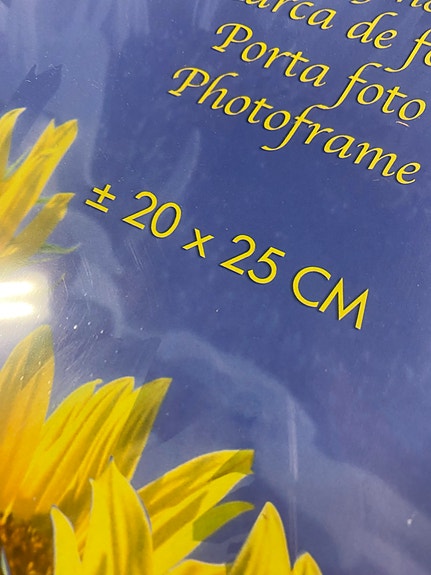 de
Porta foto
Photoframe
± 20 x 25 CM